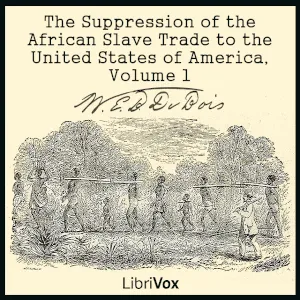 The Suppression of the
African Slave Trade to the
United States of America,
Volume 1
W. E. B. Du Bois
LibriVox